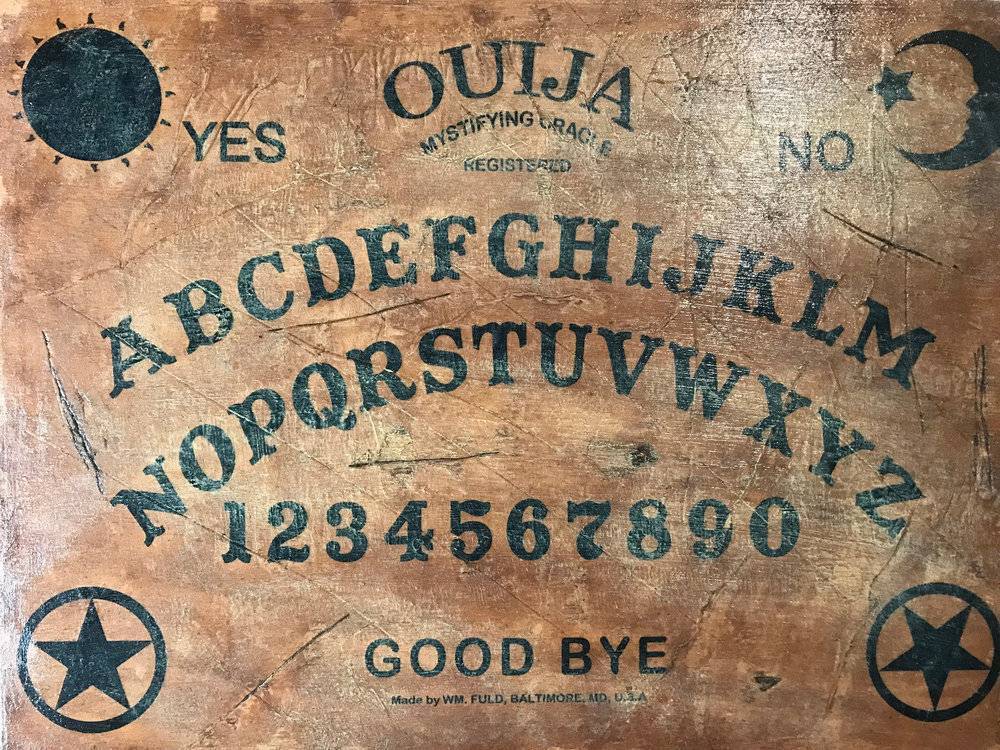 OUIJA
MYSTIFYING ORACLE
REGISTERED
YES
NO
ABCDEFGHIJKLM
NOPQRSTUVWXYZ
1234567890
GOOD BYE
Made by WM. FULD, BALTIMORE, MD, U.S.A